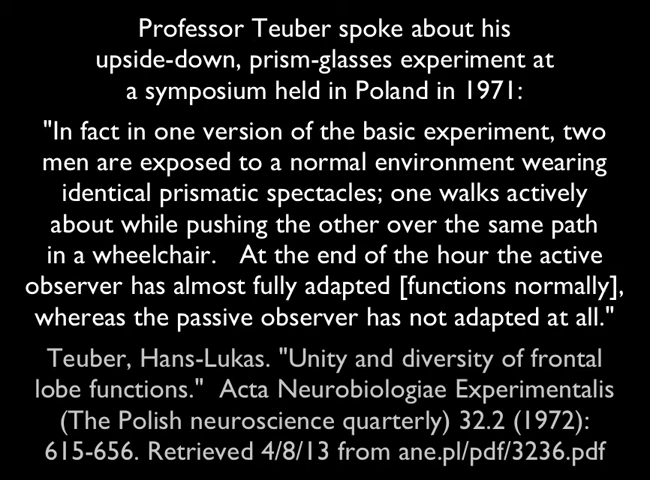 Professor Teuber spoke about his
upside-down, prism-glasses experiment at
a symposium held in Poland in 1971:
"In fact in one version of the basic experiment, two
men are exposed to a normal environment wearing
identical prismatic spectacles; one walks actively
about while pushing the other over the same path
in a wheelchair.   At the end of the hour the active
observer has almost fully adapted [functions normally],
whereas the passive observer has not adapted at all."
Teuber, Hans-Lukas. "Unity and diversity of frontal
lobe functions."  Acta Neurobiologiae Experimentalis
(The Polish neuroscience quarterly) 32.2 (1972):
615-656. Retrieved 4/8/13 from ane.pl/pdf/3236.pdf